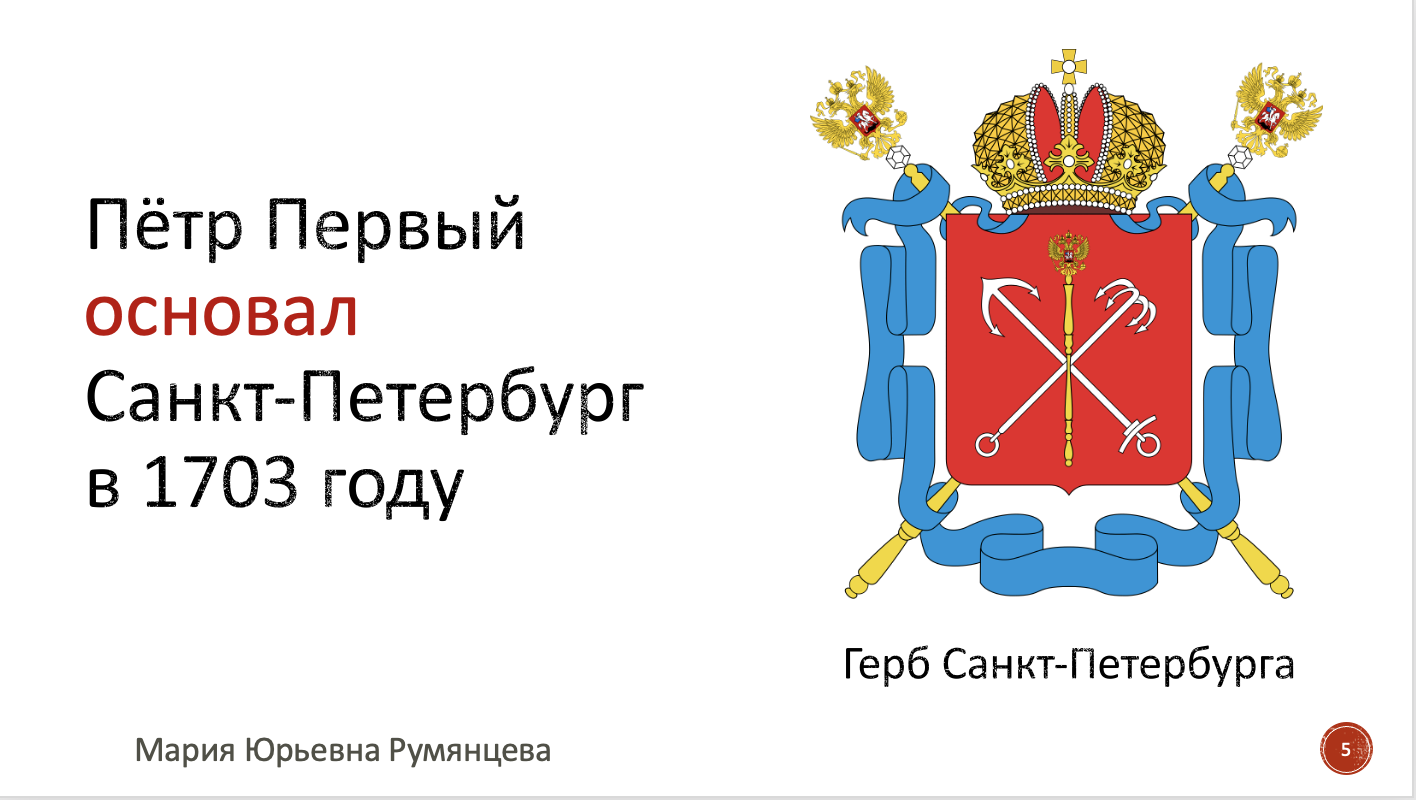 Пётр Первый
основал
Санкт-Петербург
в 1703 году
Герб Санкт-Петербурга
Мария Юрьевна Румянцева
5